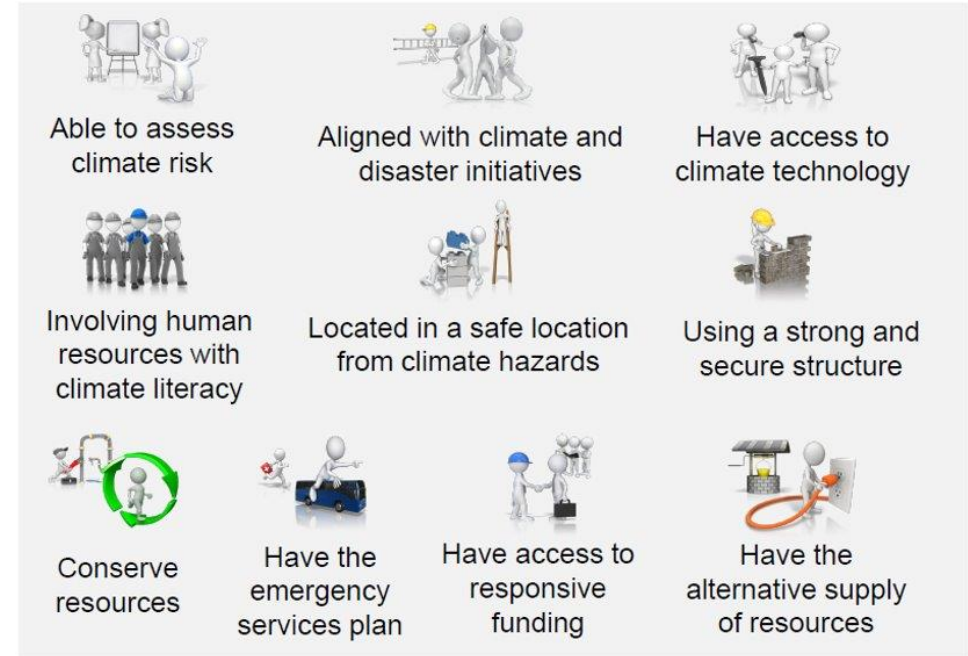 Able to assess
climate risk
Aligned with climate and
disaster initiatives
Have access to
climate technology
Involving human
resources with
climate literacy
Located in a safe location
from climate hazards
Using a strong and
secure structure
Conserve
resources
Have the
emergency
services plan
Have access to
responsive
funding
Have the
alternative supply
of resources